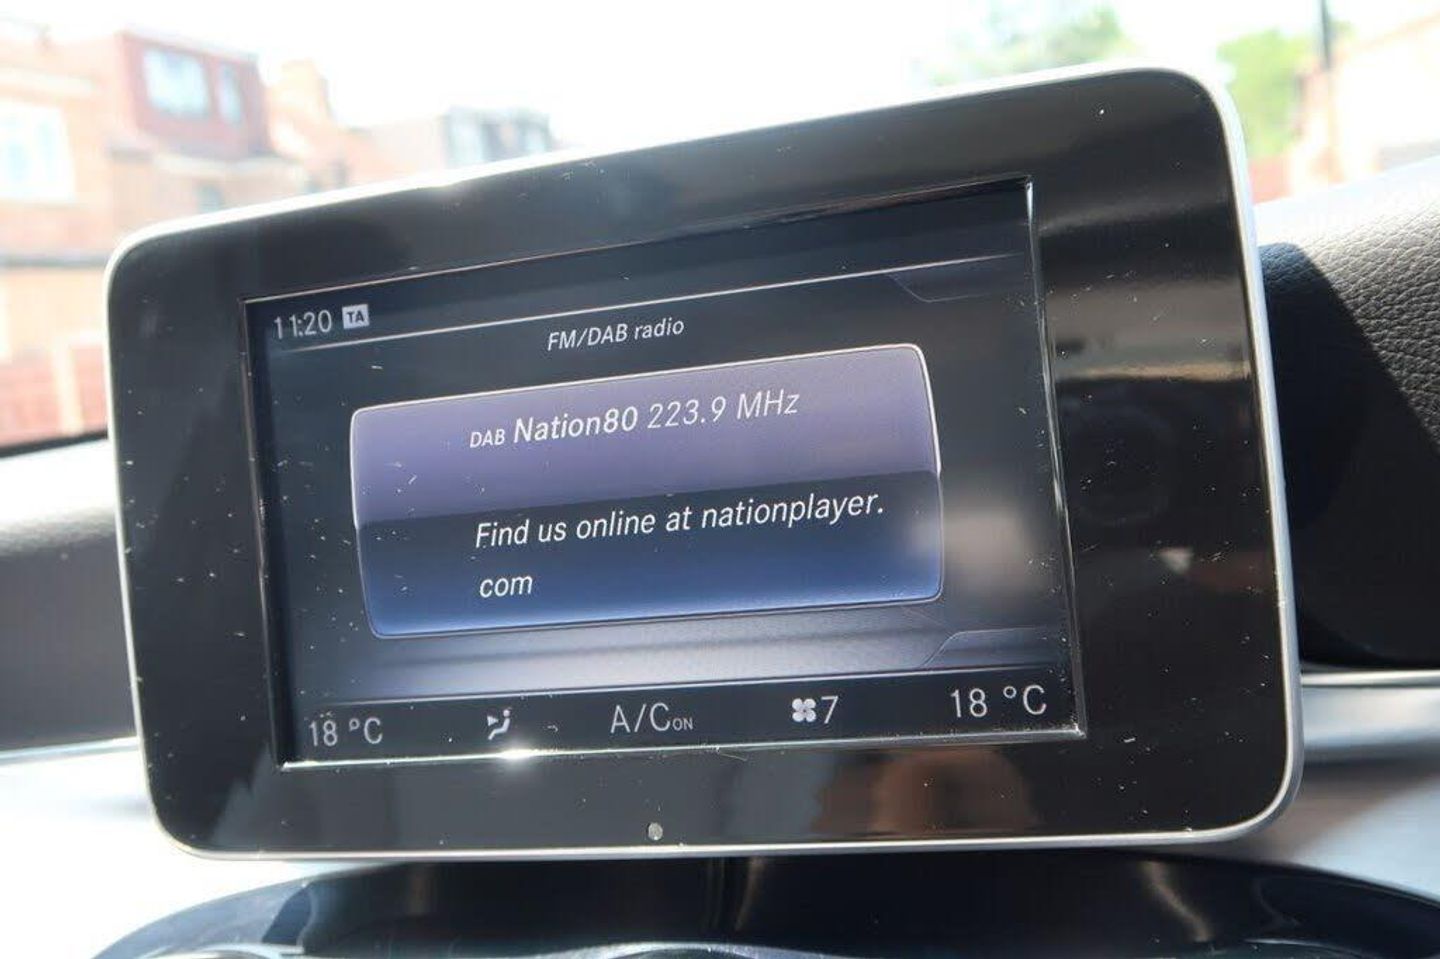 11:20 TA
FM/DAB radio
DAB Nation80 223.9 MHz
Find us online at nationplayer.
com
18 °C A/C ON 7 18 °C